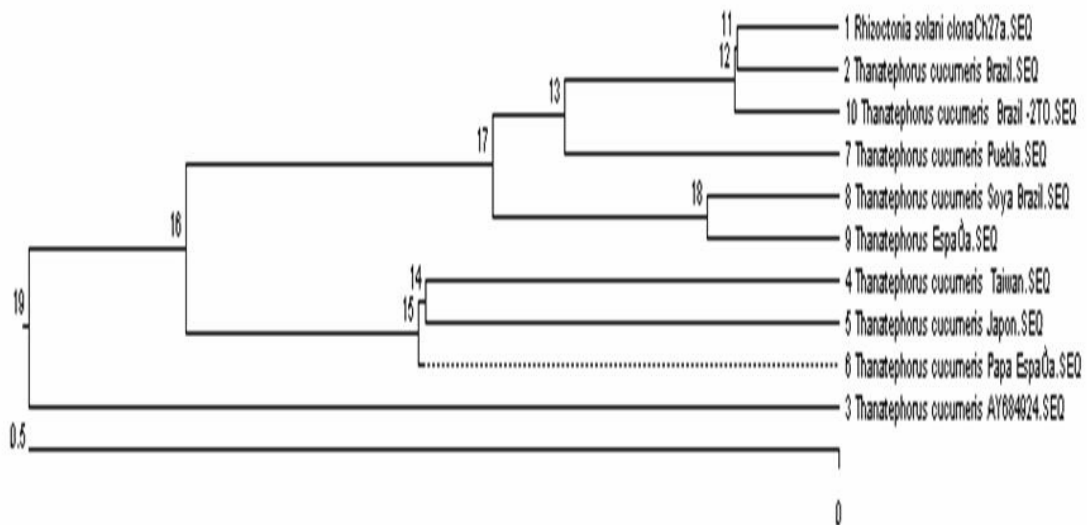 11
1 Rhizoctonia solani clonaCh27a.SEQ
12
2 Thanatephorus cucumeris Brazil.SEQ
13
10 Thanatephorus cucumeris Brazil -2TO.SEQ
17
7 Thanatephorus cucumeris Puebla.SEQ
18
8 Thanatephorus cucumeris Soya Brazil.SEQ
16
9 Thanatephorus EspaÒa.SEQ
14
4 Thanatephorus cucumeris Taiwan.SEQ
19
15
5 Thanatephorus cucumeris Japon.SEQ
6 Thanatephorus cucumeris Papa EspaÒa.SEQ
3 Thanatephorus cucumeris AY684924.SEQ
0.5
0